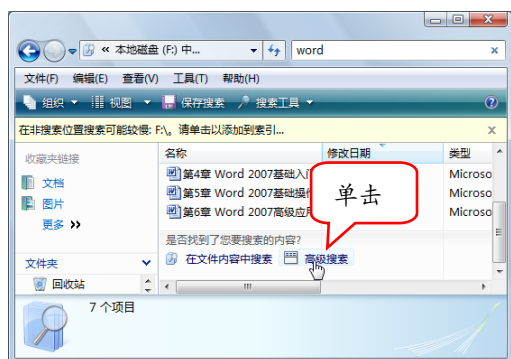 « 本地磁盘 (F:) 中... word
文件(F) 编辑(E) 查看(V) 工具(T) 帮助(H)
组织 视图 保存搜索 搜索工具
在非搜索位置搜索可能较慢: F:\。请单击以添加到索引...
收藏夹链接
文档
图片
更多 »
文件夹
回收站
名称 修改日期 类型
第4章 Word 2007基础入门 Microso
第5章 Word 2007基础操作 Microso
第6章 Word 2007高级应用 Microso
单击
是否找到了您要搜索的内容?
在文件内容中搜索 高级搜索
7 个项目